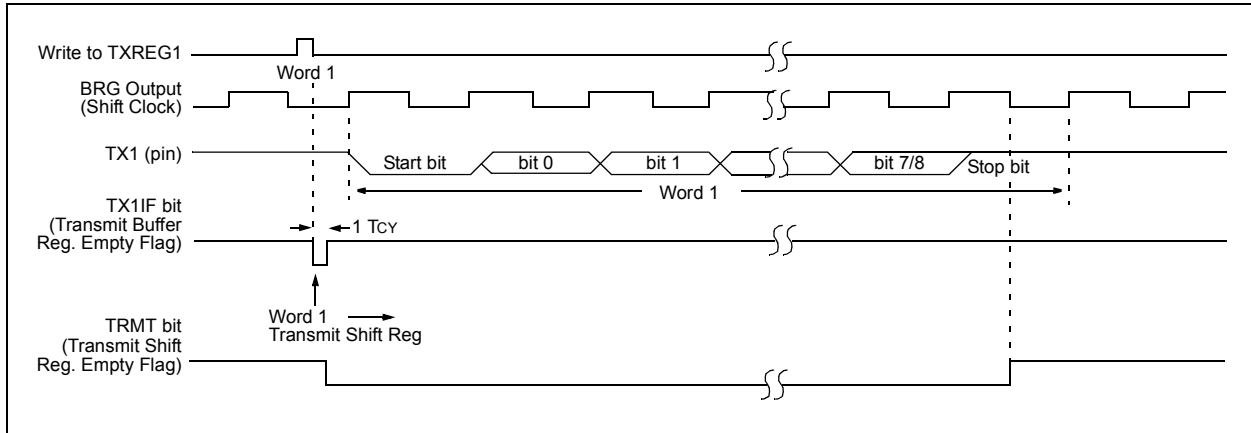 Write to TXREG1
Word 1
BRG Output
(Shift Clock)
TX1 (pin)
Start bit
bit 0
bit 1
bit 7/8
Stop bit
Word 1
TX1IF bit
(Transmit Buffer
Reg. Empty Flag)
1 TCY
Word 1
Transmit Shift Reg
TRMT bit
(Transmit Shift
Reg. Empty Flag)